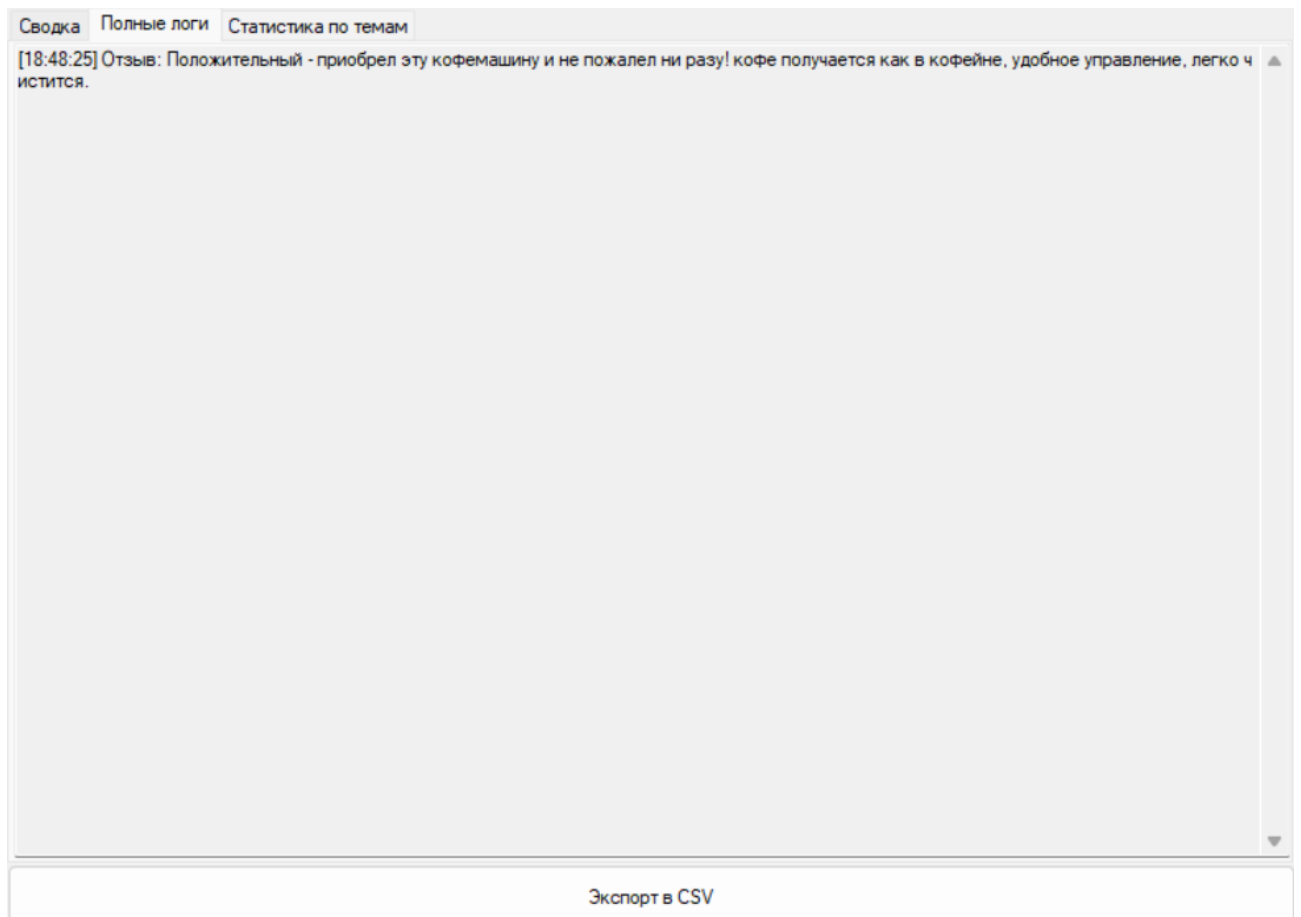 Сводка Полные логи Статистика по темам
[18:48:25] Отзыв: Положительный - приобрел эту кофемашину и не пожалел ни разу! кофе получается как в кофейне, удобное управление, легко ч
истится.
Экспорт в CSV